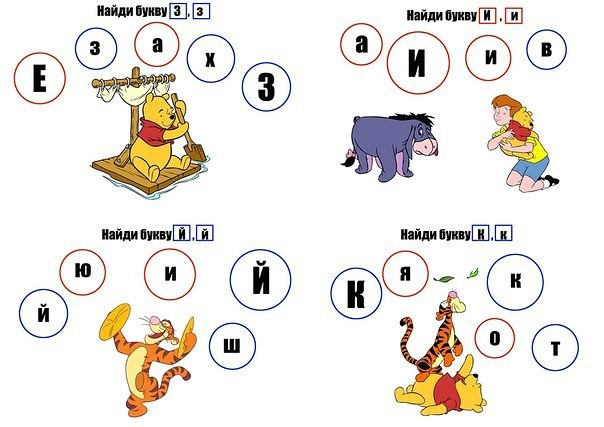 Найди букву З, з
Е з а х З
Найди букву И, и
а И и в
Найди букву Й, й
й ю и Й ш
Найди букву К, к
К я к о т